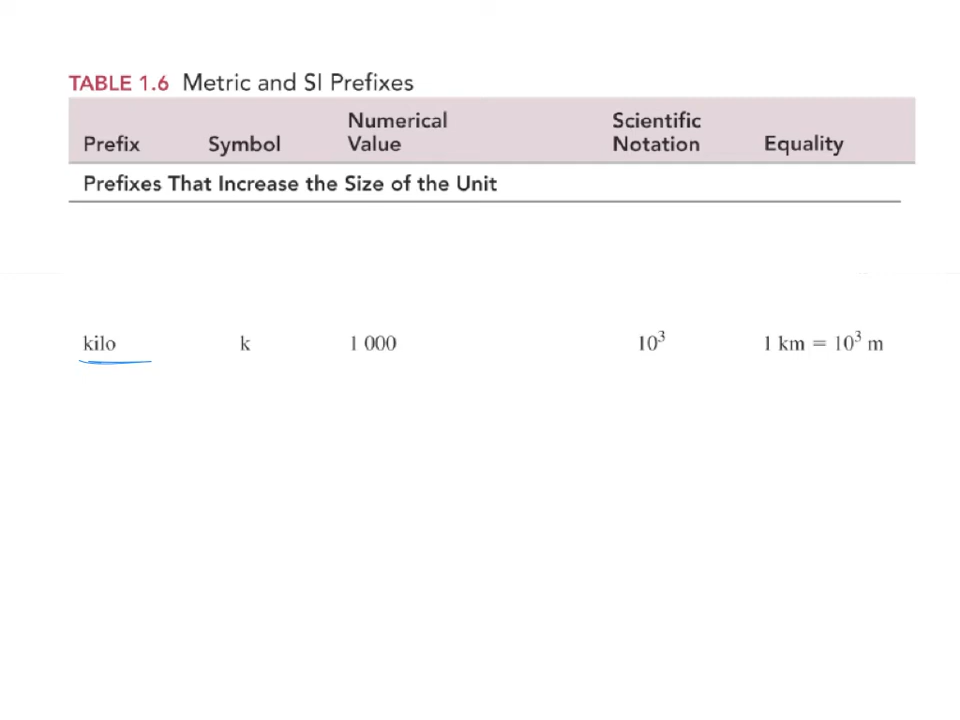 TABLE 1.6 Metric and SI Prefixes
Prefix Symbol Numerical Value Scientific Notation Equality
Prefixes That Increase the Size of the Unit
kilo k 1 000 10³ 1 km = 10³ m